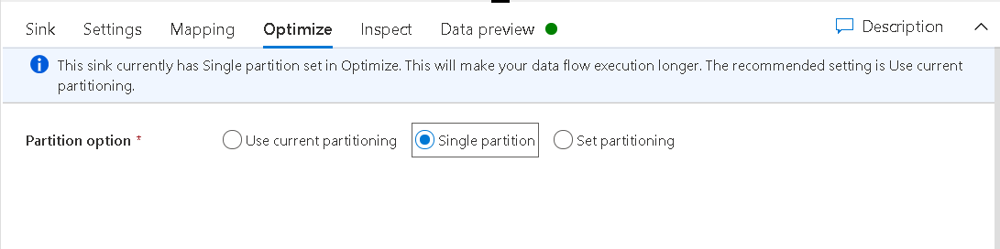 Sink Settings Mapping Optimize Inspect Data preview Description
This sink currently has Single partition set in Optimize. This will make your data flow execution longer. The recommended setting is Use current
partitioning.
Partition option * Use current partitioning Single partition Set partitioning